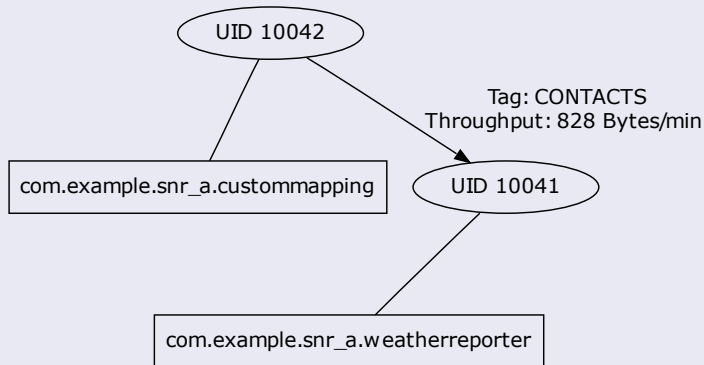 UID 10042
Tag: CONTACTS
Throughput: 828 Bytes/min
com.example.snr_a.custommapping
UID 10041
com.example.snr_a.weatherreporter